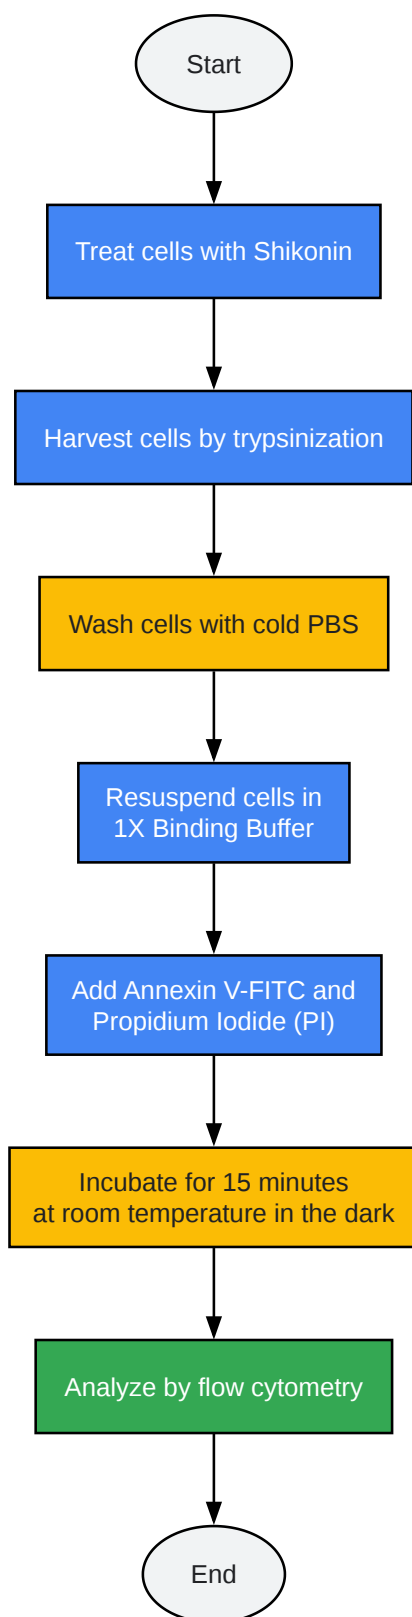 Start
Treat cells with Shikonin
Harvest cells by trypsinization
Wash cells with cold PBS
Resuspend cells in
1X Binding Buffer
Add Annexin V-FITC and
Propidium Iodide (PI)
Incubate for 15 minutes
at room temperature in the dark
Analyze by flow cytometry
End